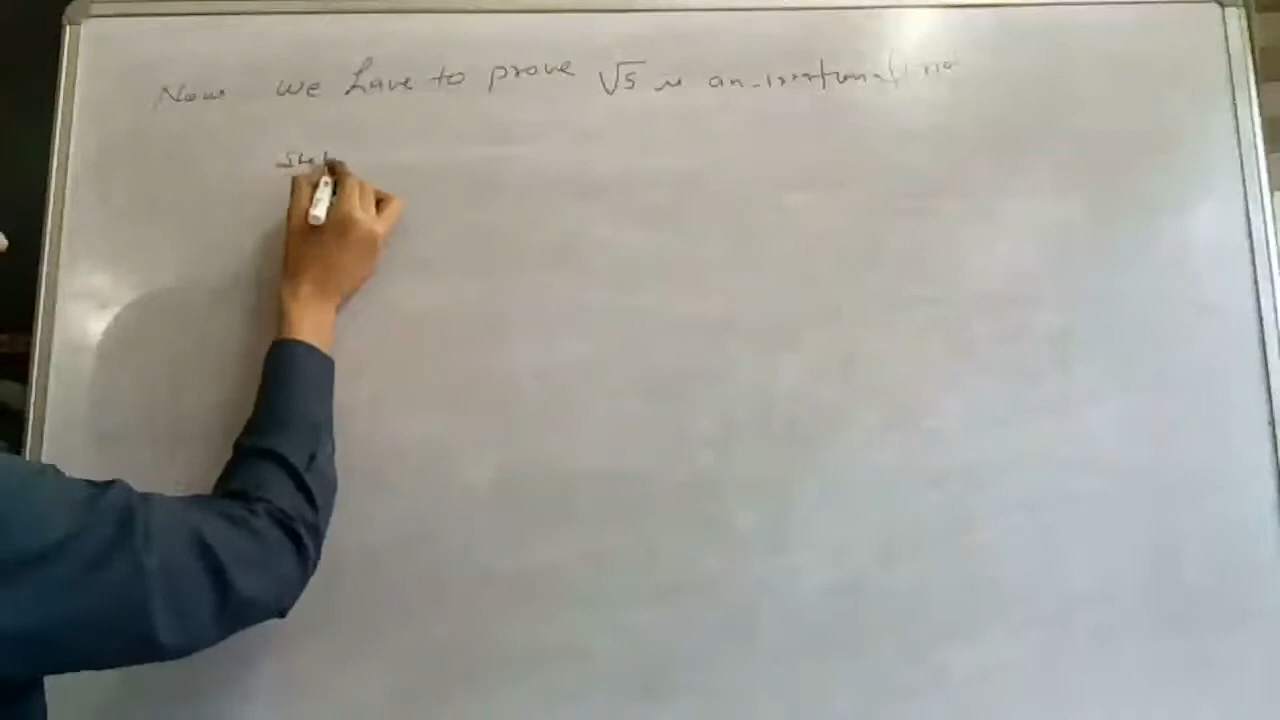 Now we have to prove √5 is an irrational no